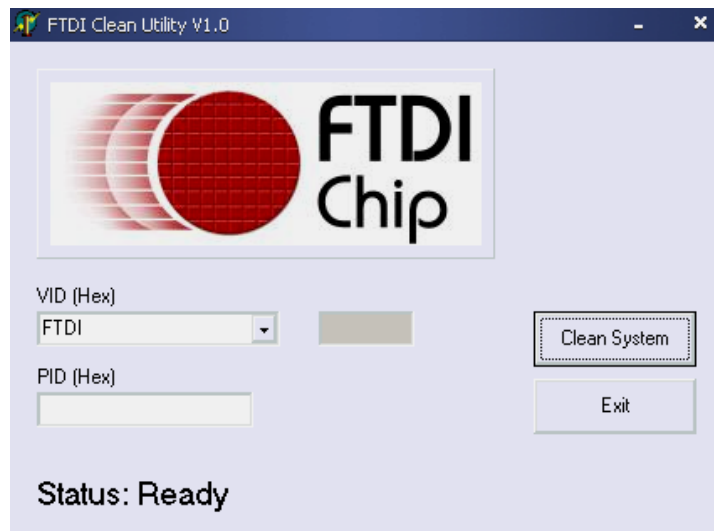 FTDI Clean Utility V1.0
FTDI
Chip
VID (Hex)
FTDI
Clean System
PID (Hex)
Exit
Status: Ready